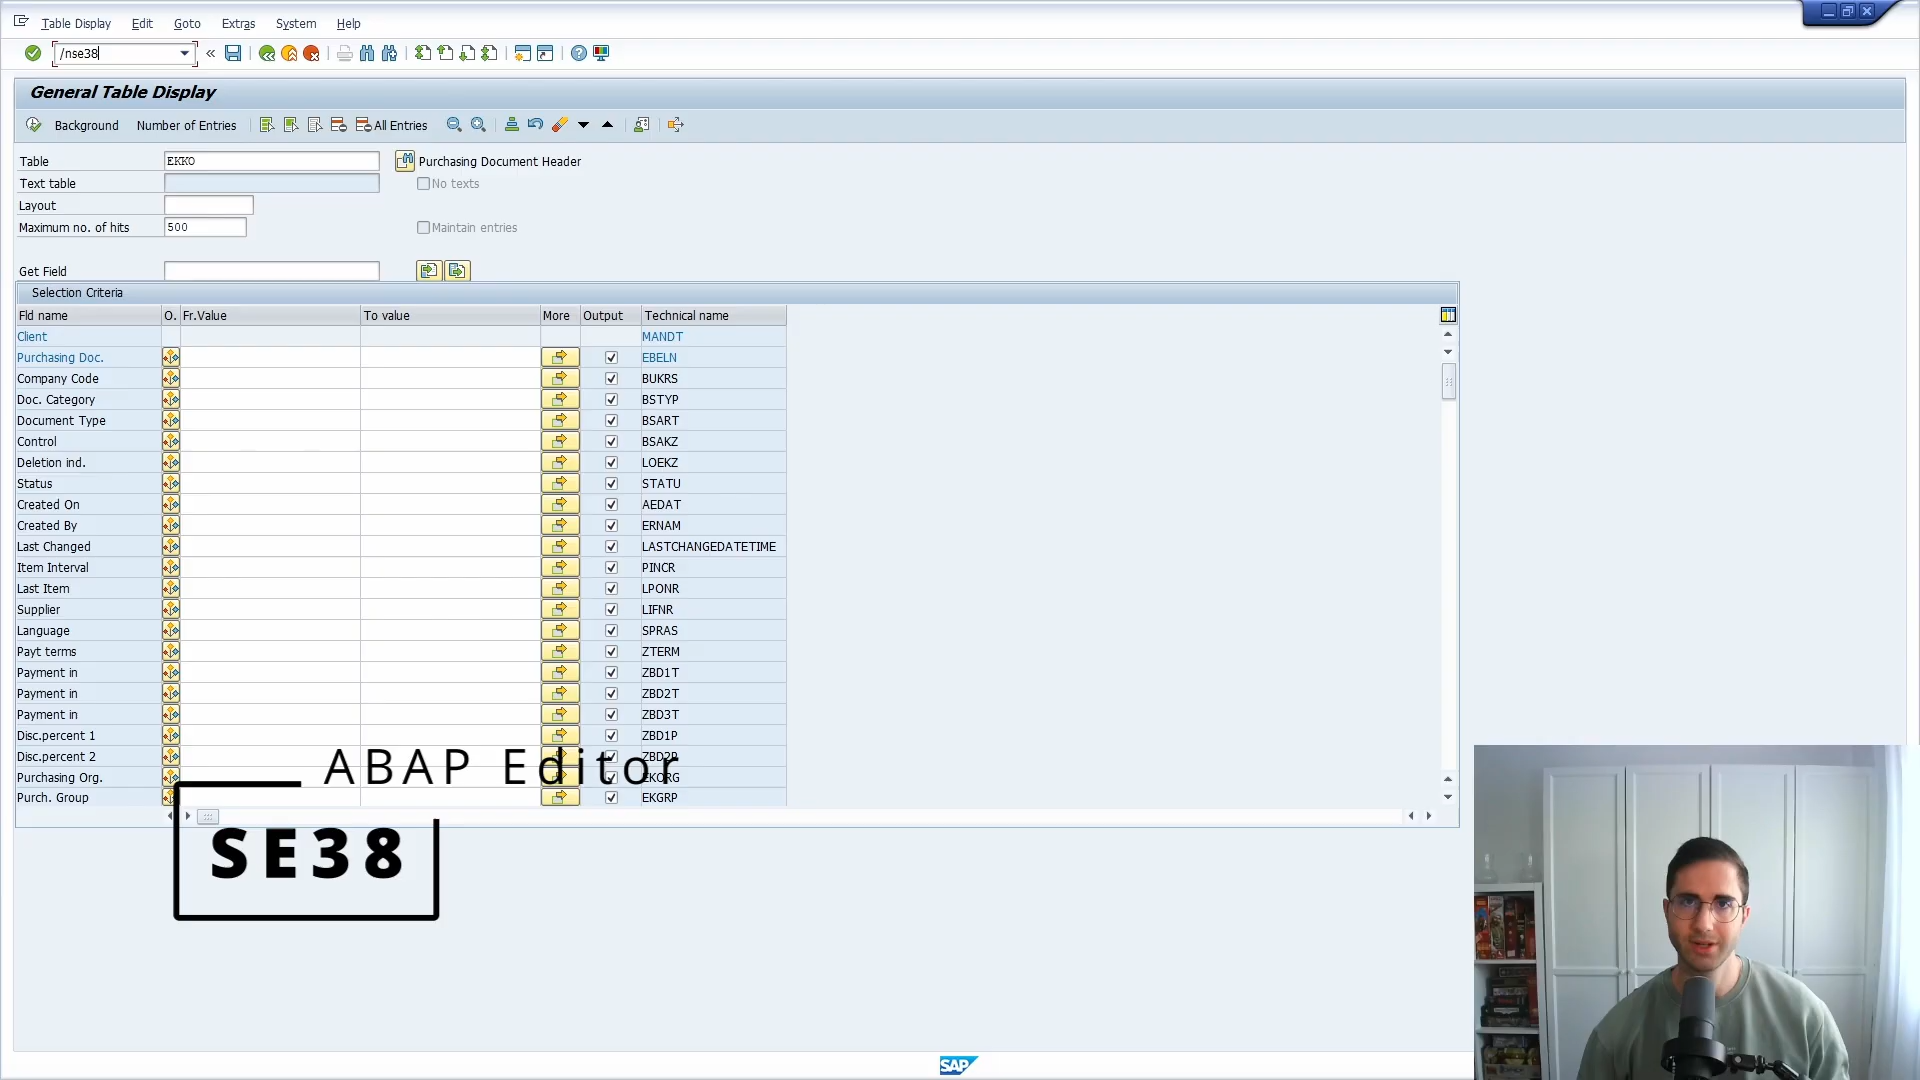 Table Display Edit Goto Extras System Help
/nse38
General Table Display
Background Number of Entries All Entries
Table EKKO Purchasing Document Header
Text table No texts
Layout
Maximum no. of hits 500 Maintain entries
Get Field
Selection Criteria
Fld name O. Fr.Value To value More Output Technical name
Client MANDT
Purchasing Doc. EBELN
Company Code BUKRS
Doc. Category BSTYP
Document Type BSART
Control BSAKZ
Deletion ind. LOEKZ
Status STATU
Created On AEDAT
Created By ERNAM
Last Changed LASTCHANGEDATETIME
Item Interval PINCR
Last Item LPONR
Supplier LIFNR
Language SPRAS
Payt terms ZTERM
Payment in ZBD1T
Payment in ZBD2T
Payment in ZBD3T
Disc.percent 1 ZBD1P
Disc.percent 2 ZBD2P
Purchasing Org. EKORG
Purch. Group EKGRP
ABAP Editor
SE38
SAP